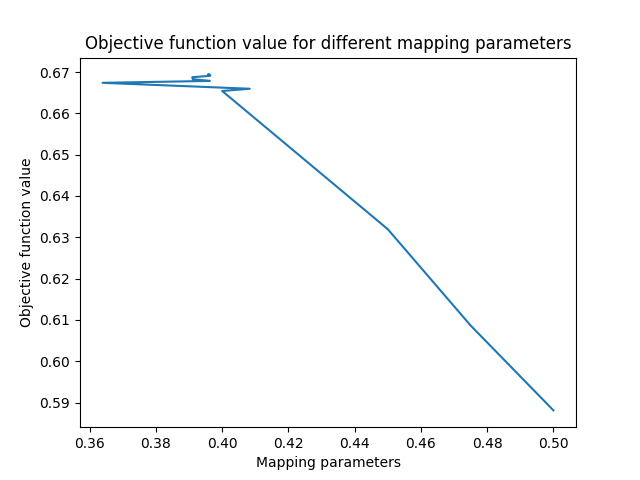 Objective function value for different mapping parameters
Objective function value
0.67
0.66
0.65
0.64
0.63
0.62
0.61
0.60
0.59
0.36 0.38 0.40 0.42 0.44 0.46 0.48 0.50
Mapping parameters